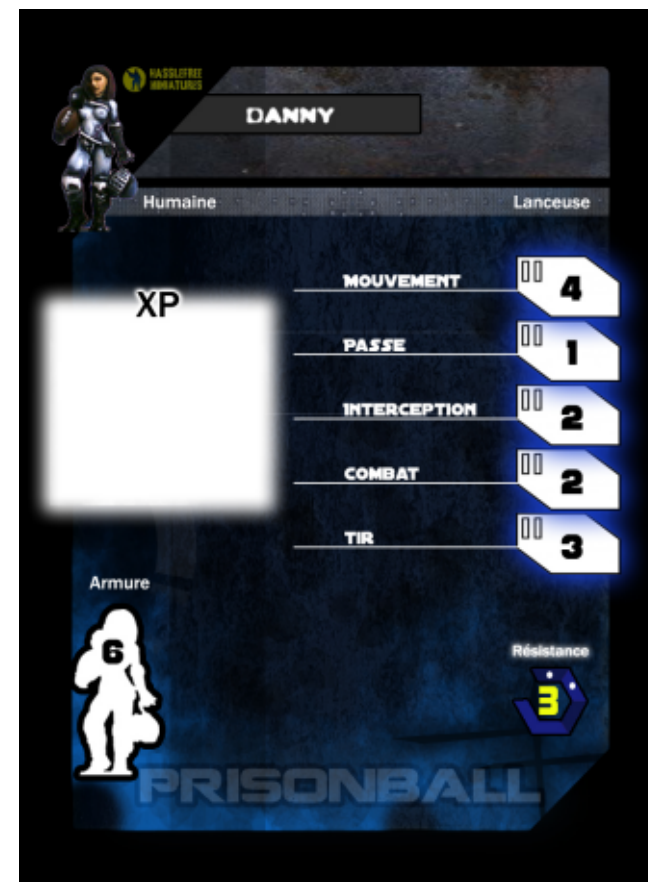 HASSLEFREE
MINIATURES
DANNY
Humaine
Lanceuse
XP
MOUVEMENT
4
PASSE
1
INTERCEPTION
2
COMBAT
2
TIR
3
Armure
6
Résistance
3
PRISONBALL